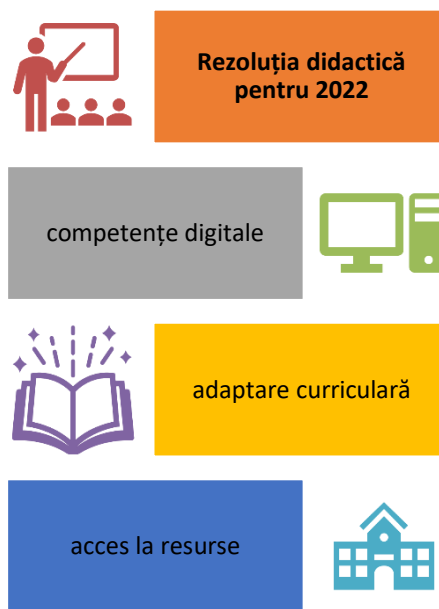 Rezoluția didactică
pentru 2022
competențe digitale
adaptare curriculară
acces la resurse